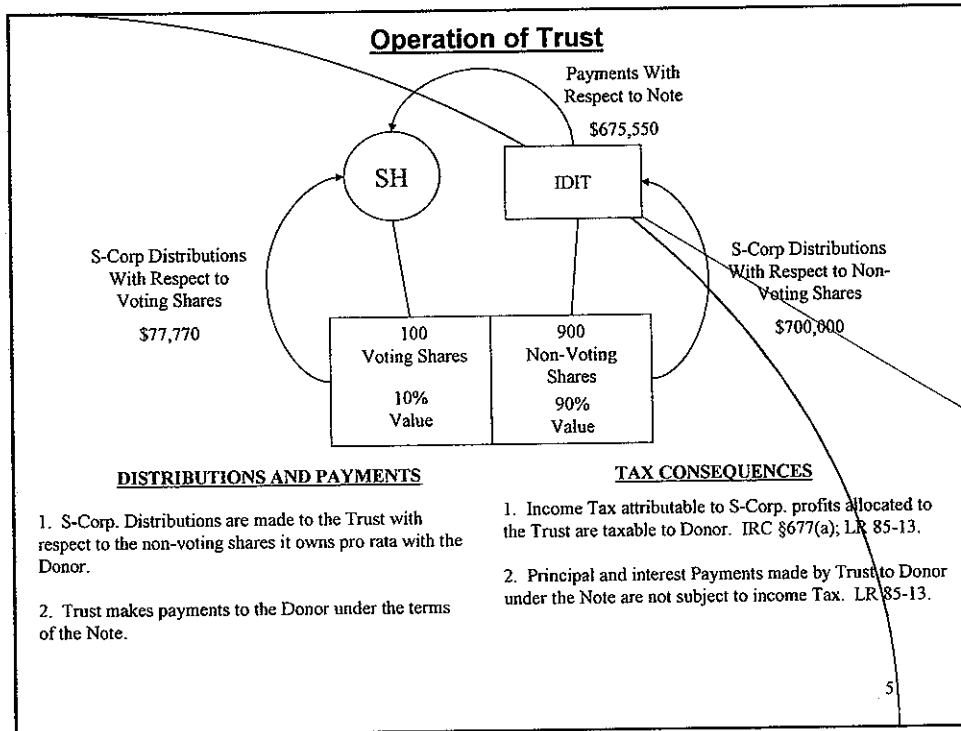 Operation of Trust
Payments With
Respect to Note
$675,550
SH
IDIT
S-Corp Distributions
With Respect to
Voting Shares
$77,770
S-Corp Distributions
With Respect to Non-
Voting Shares
$700,000
100
Voting Shares
10%
Value
900
Non-Voting
Shares
90%
Value
DISTRIBUTIONS AND PAYMENTS
1. S-Corp. Distributions are made to the Trust with
respect to the non-voting shares it owns pro rata with the
Donor.
2. Trust makes payments to the Donor under the terms
of the Note.
TAX CONSEQUENCES
1. Income Tax attributable to S-Corp. profits allocated to
the Trust are taxable to Donor. IRC §677(a); LR 85-13.
2. Principal and interest Payments made by Trust to Donor
under the Note are not subject to income Tax. LR 85-13.
5